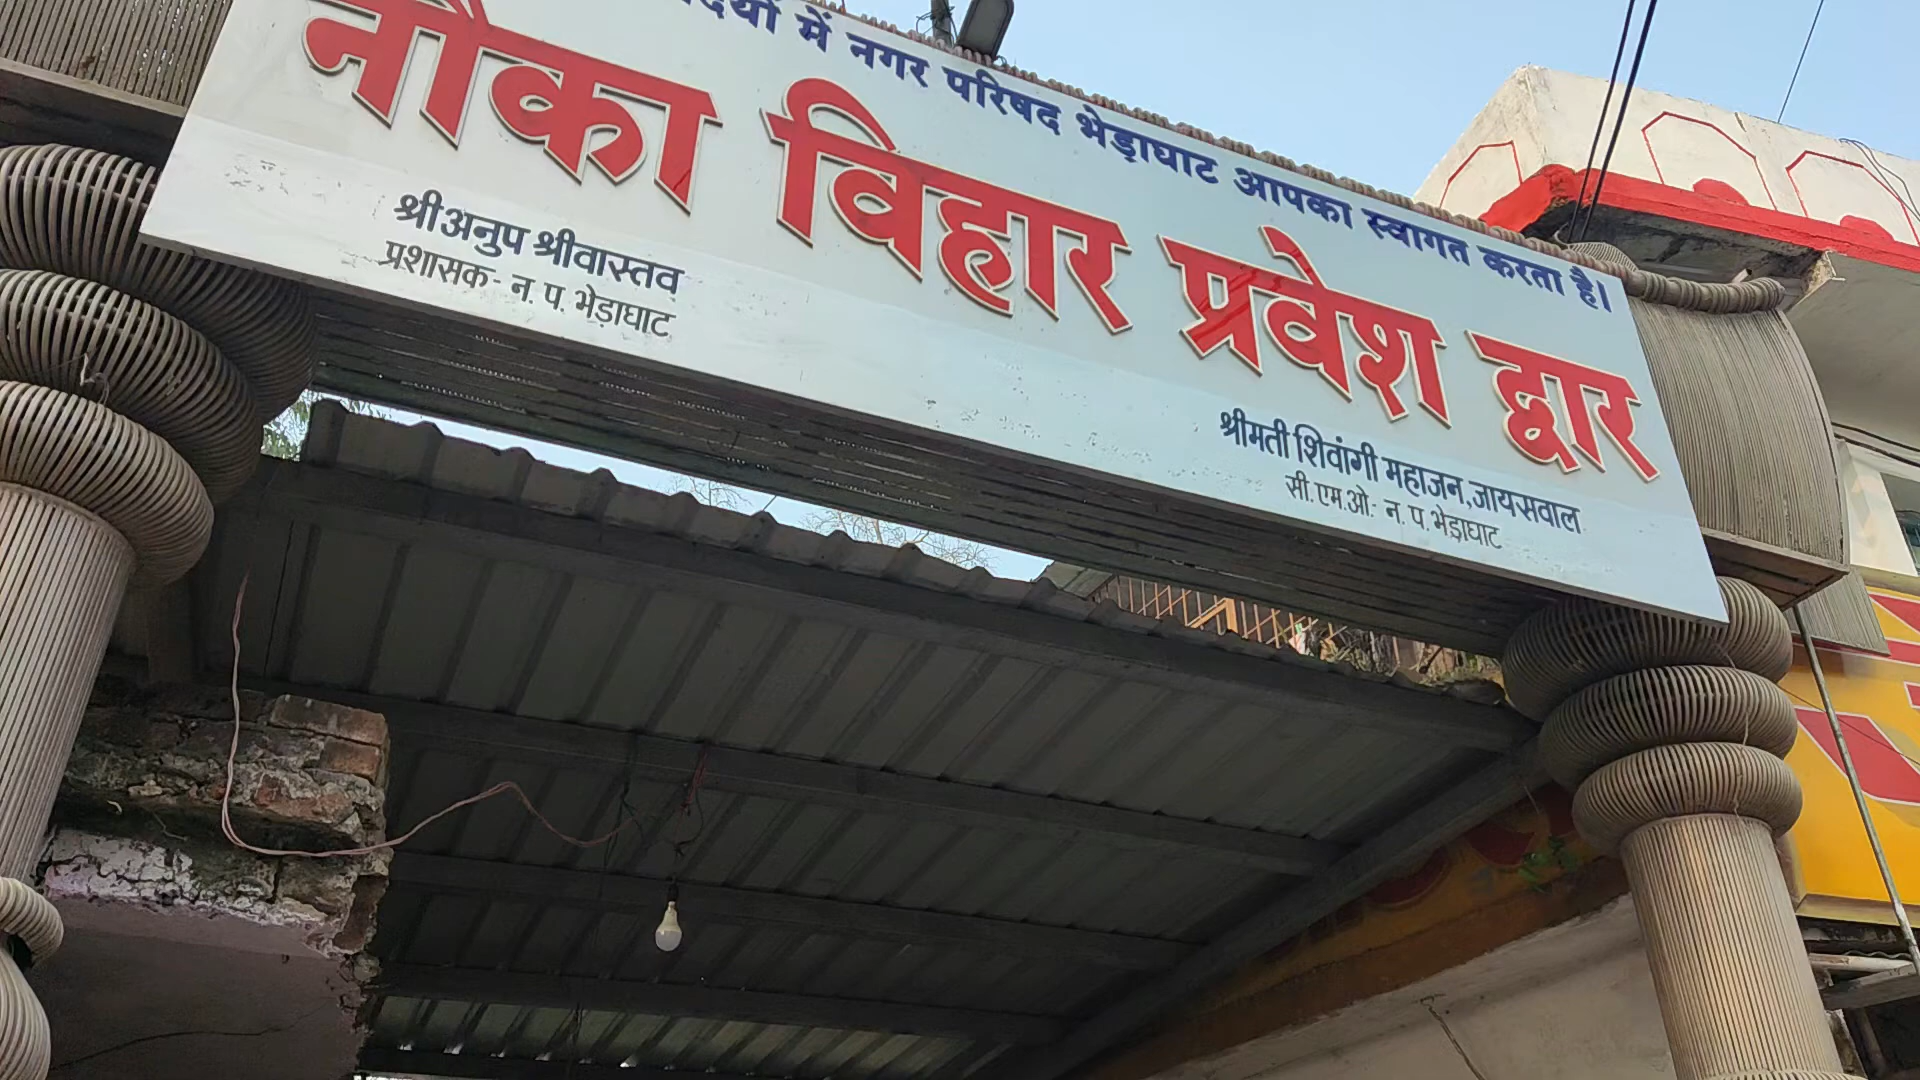 में नगर परिषद भेड़ाघाट आपका स्वागत करता है।
नौका विहार प्रवेश द्वार
श्री अनुप श्रीवास्तव
प्रशासक - न. प. भेड़ाघाट
श्रीमती शिवांगी महाजन, जायसवाल
सी. एम. ओ. - न. प. भेड़ाघाट